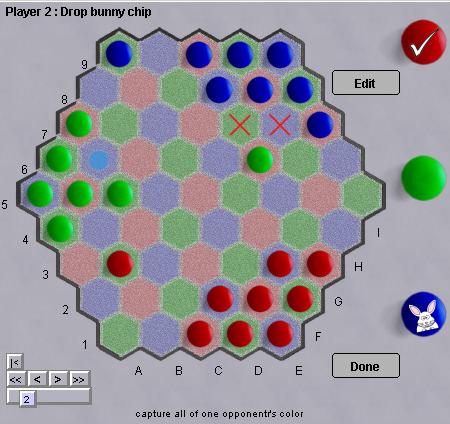 Player 2 : Drop bunny chip
9
Edit
8
7
6
5
I
4
H
3
G
2
F
1
A B C D E
|<
<< < > >>
Done
2
capture all of one opponent's color